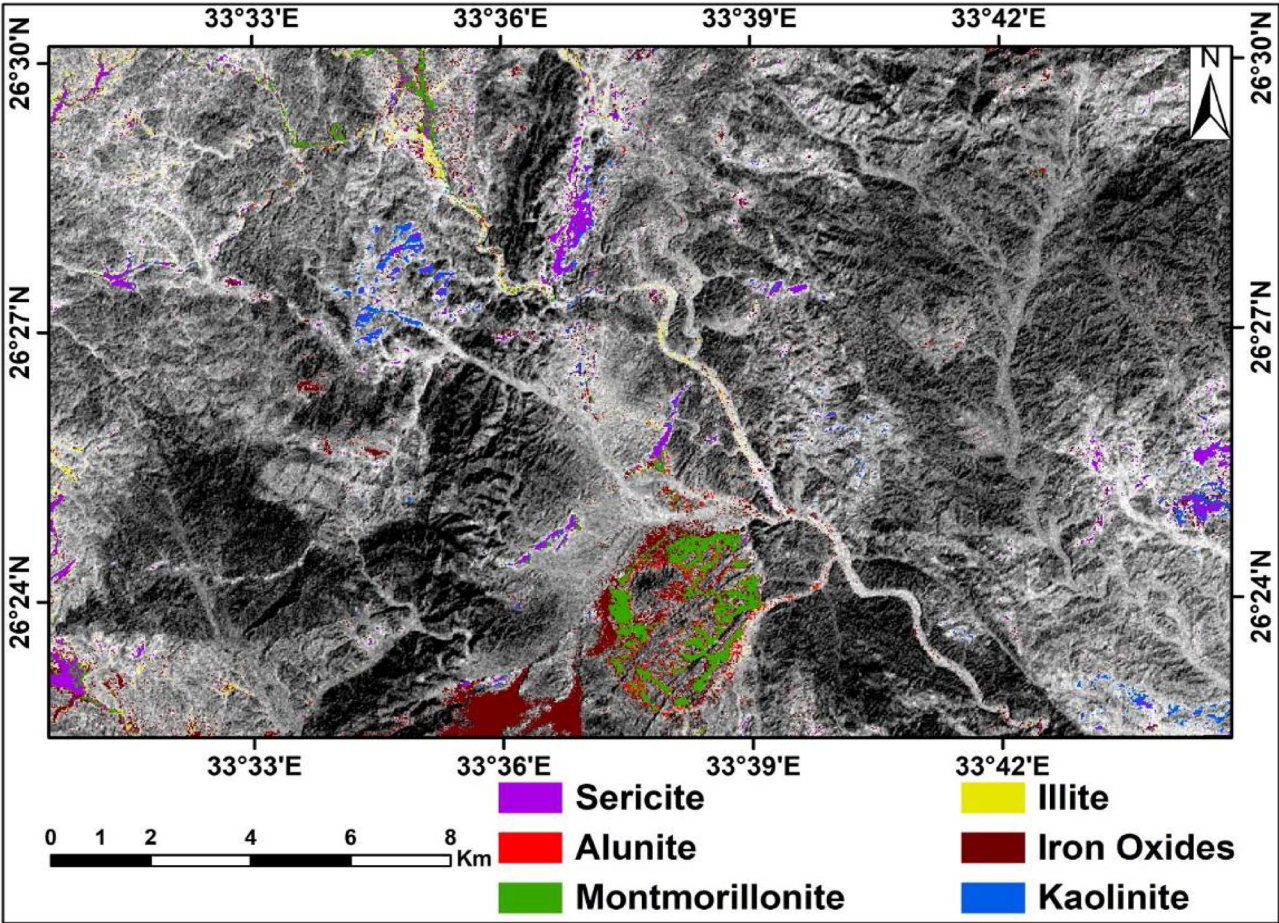 33°33'E 33°36'E 33°39'E 33°42'E
26°30'N 26°30'N
N
26°27'N 26°27'N
26°24'N 26°24'N
33°33'E 33°36'E 33°39'E 33°42'E
Sericite Illite
0 1 2 4 6 8 Km
Alunite Iron Oxides
Montmorillonite Kaolinite